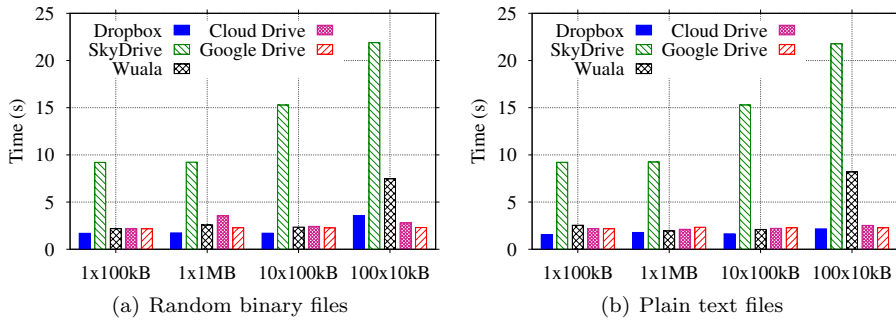 25
20
15
10
5
0
Time (s)
Dropbox
SkyDrive
Wuala
Cloud Drive
Google Drive
1x100kB 1x1MB 10x100kB 100x10kB
(a) Random binary files
25
20
15
10
5
0
Time (s)
Dropbox
SkyDrive
Wuala
Cloud Drive
Google Drive
1x100kB 1x1MB 10x100kB 100x10kB
(b) Plain text files